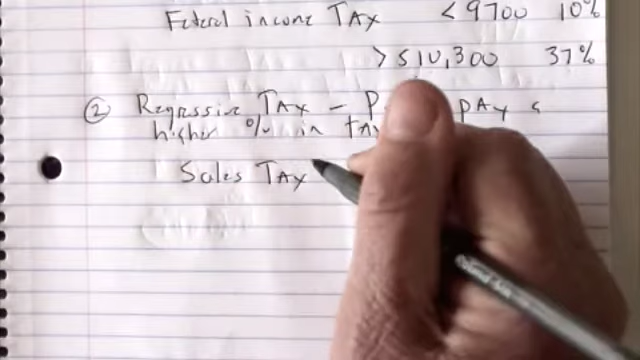 Federal income Tax < 9700 10%
> 510,300 37%
② Regressive Tax - P pay a
higher % in tax
Sales Tax